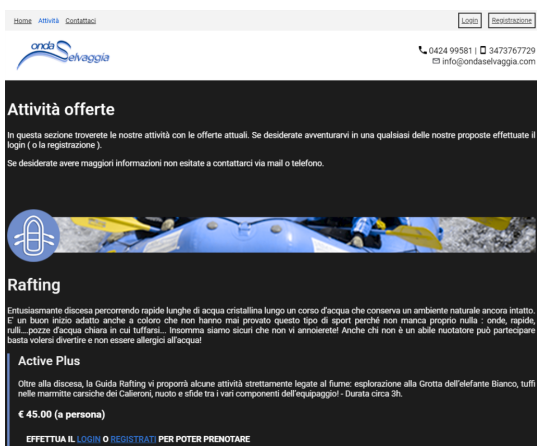 Home Attività Contattaci
Login Registrazione
onda Selvaggia
0424 99581 | 3473767729
info@ondaselvaggia.com
Attività offerte
In questa sezione troverete le nostre attività con le offerte attuali. Se desiderate avventurarvi in una qualsiasi delle nostre proposte effettuate il
login ( o la registrazione ).
Se desiderate avere maggiori informazioni non esitate a contattarci via mail o telefono.
Rafting
Entusiasmante discesa percorrendo rapide lunghe di acqua cristallina lungo un corso d'acqua che conserva un ambiente naturale ancora intatto.
E' un buon inizio adatto anche a coloro che non hanno mai provato questo tipo di sport perché non manca proprio nulla : onde, rapide,
rulli....pozze d'acqua chiara in cui tuffarsi... Insomma siamo sicuri che non vi annoierete! Anche chi non è un abile nuotatore può partecipare
basta volersi divertire e non essere allergici all'acqua!
Active Plus
Oltre alla discesa, la Guida Rafting vi proporrà alcune attività strettamente legate al fiume: esplorazione alla Grotta dell'elefante Bianco, tuffi
nelle marmitte carsiche dei Calieroni, nuoto e sfide tra i vari componenti dell'equipaggio! - Durata circa 3h.
€ 45.00 (a persona)
EFFETTUA IL LOGIN O REGISTRATI PER POTER PRENOTARE